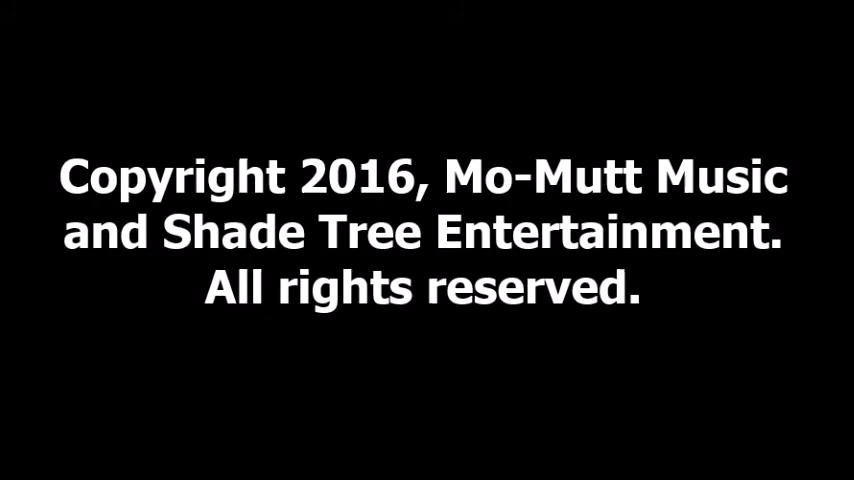 Copyright 2016, Mo-Mutt Music
and Shade Tree Entertainment.
All rights reserved.